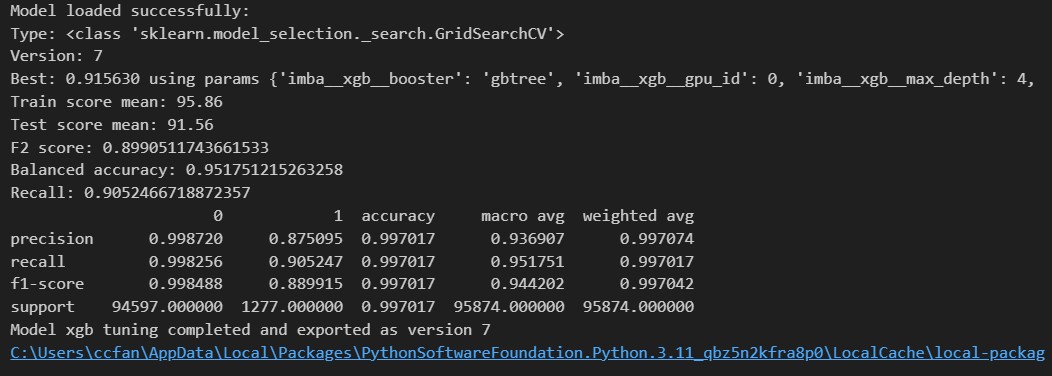 Model loaded successfully:
Type: <class 'sklearn.model_selection._search.GridSearchCV'>
Version: 7
Best: 0.915630 using params {'imba__xgb__booster': 'gbtree', 'imba__xgb__gpu_id': 0, 'imba__xgb__max_depth': 4,
Train score mean: 95.86
Test score mean: 91.56
F2 score: 0.8990511743661533
Balanced accuracy: 0.951751215263258
Recall: 0.9052466718872357
0 1 accuracy macro avg weighted avg
precision 0.998720 0.875095 0.997017 0.936907 0.997074
recall 0.998256 0.905247 0.997017 0.951751 0.997017
f1-score 0.998488 0.889915 0.997017 0.944202 0.997042
support 94597.000000 1277.000000 0.997017 95874.000000 95874.000000
Model xgb tuning completed and exported as version 7
C:\Users\ccfan\AppData\Local\Packages\PythonSoftwareFoundation.Python.3.11_qbz5n2kfra8p0\LocalCache\local-packag